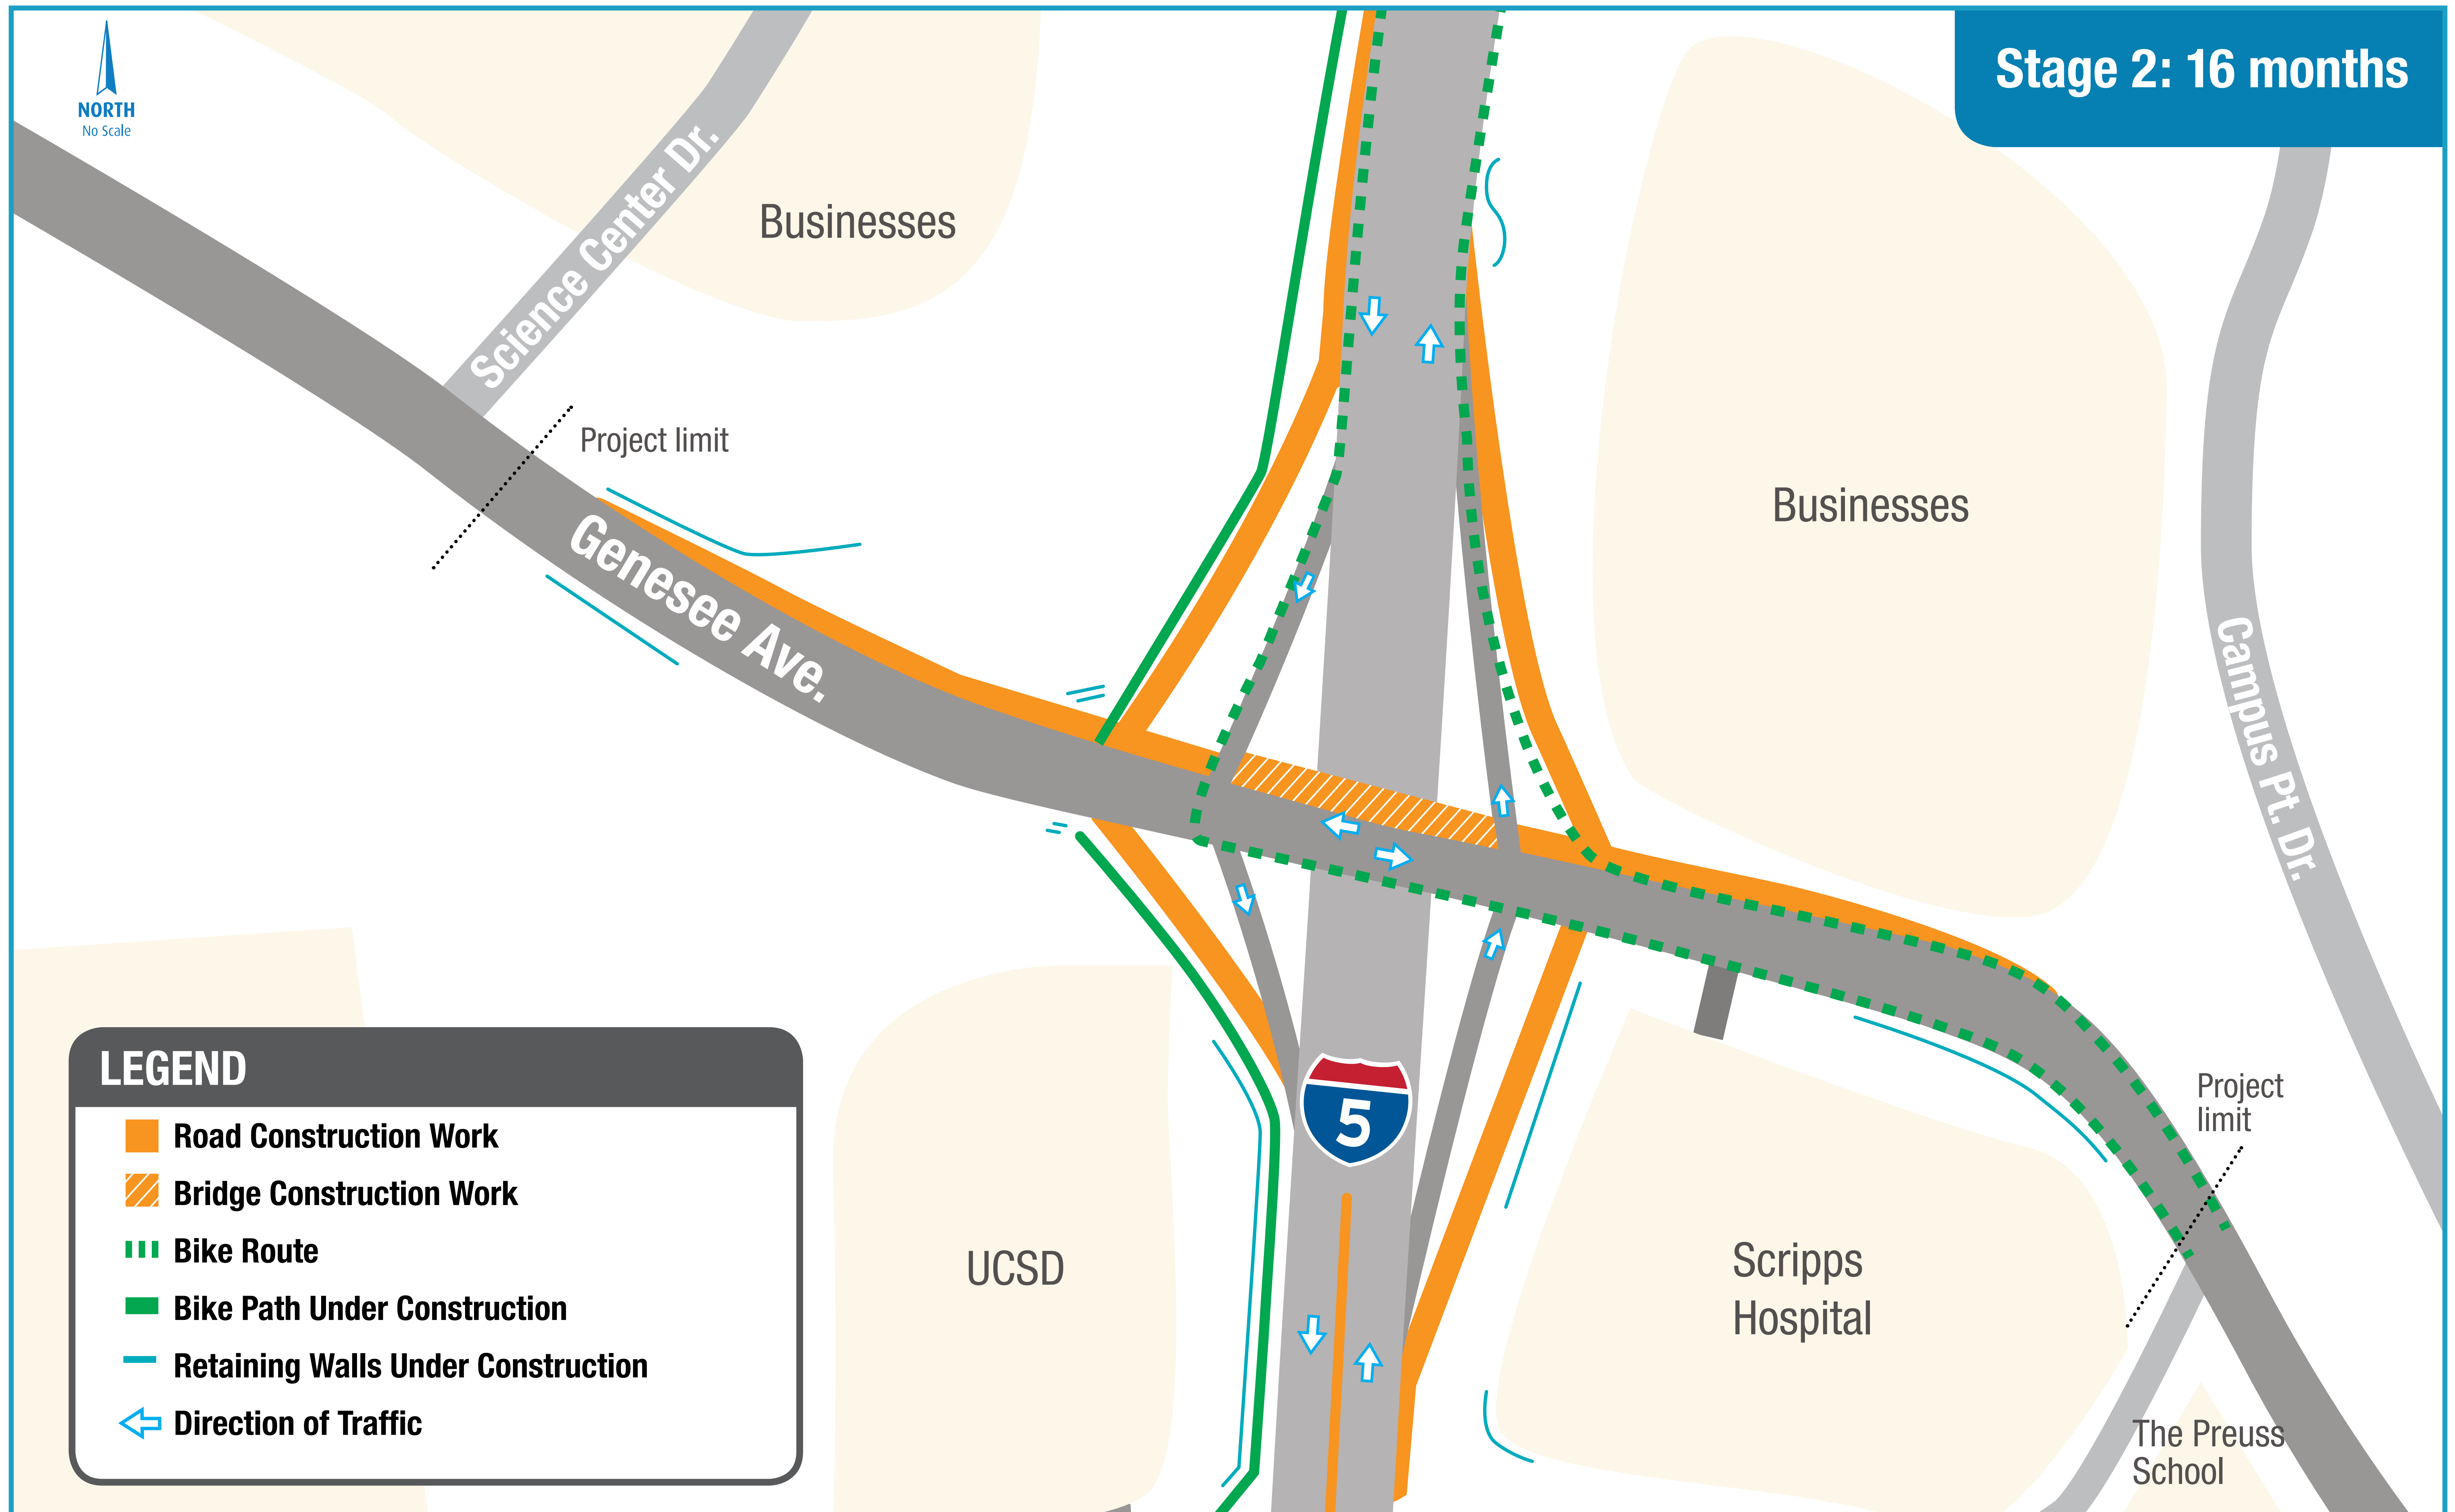 NORTH
No Scale
Stage 2: 16 months
Science Center Dr.
Businesses
Project limit
Businesses
Genesee Ave.
Campus Pt. Dr.
LEGEND
Road Construction Work
Bridge Construction Work
Bike Route
Bike Path Under Construction
Retaining Walls Under Construction
Direction of Traffic
5
UCSD
Scripps
Hospital
Project
limit
The Preuss
School